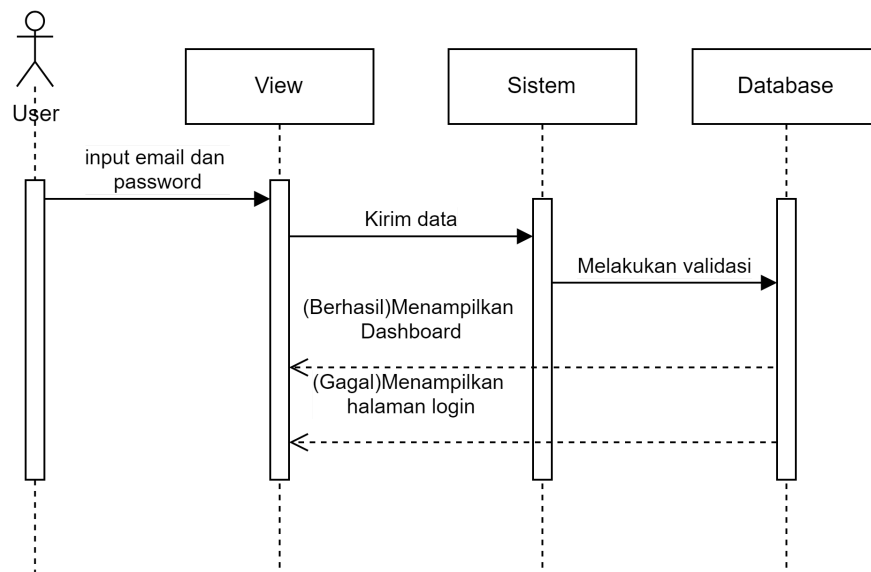 View
Sistem
Database
User
input email dan
password
Kirim data
Melakukan validasi
(Berhasil)Menampilkan
Dashboard
(Gagal)Menampilkan
halaman login